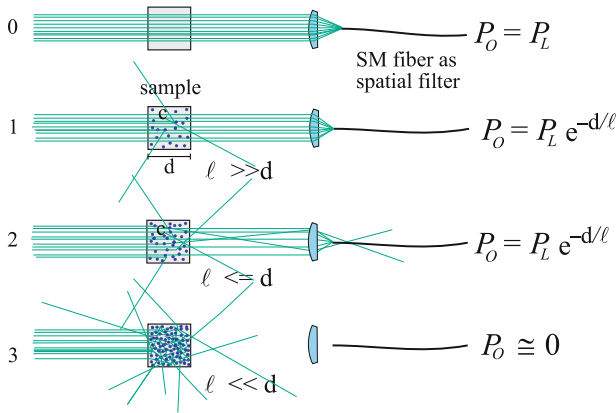 0
P_O = P_L
SM fiber as
spatial filter
sample
1
c
d
ℓ >>d
P_O = P_L e^{-d/ℓ}
2
c
ℓ <= d
P_O = P_L e^{-d/ℓ}
3
ℓ << d
P_O ≅ 0